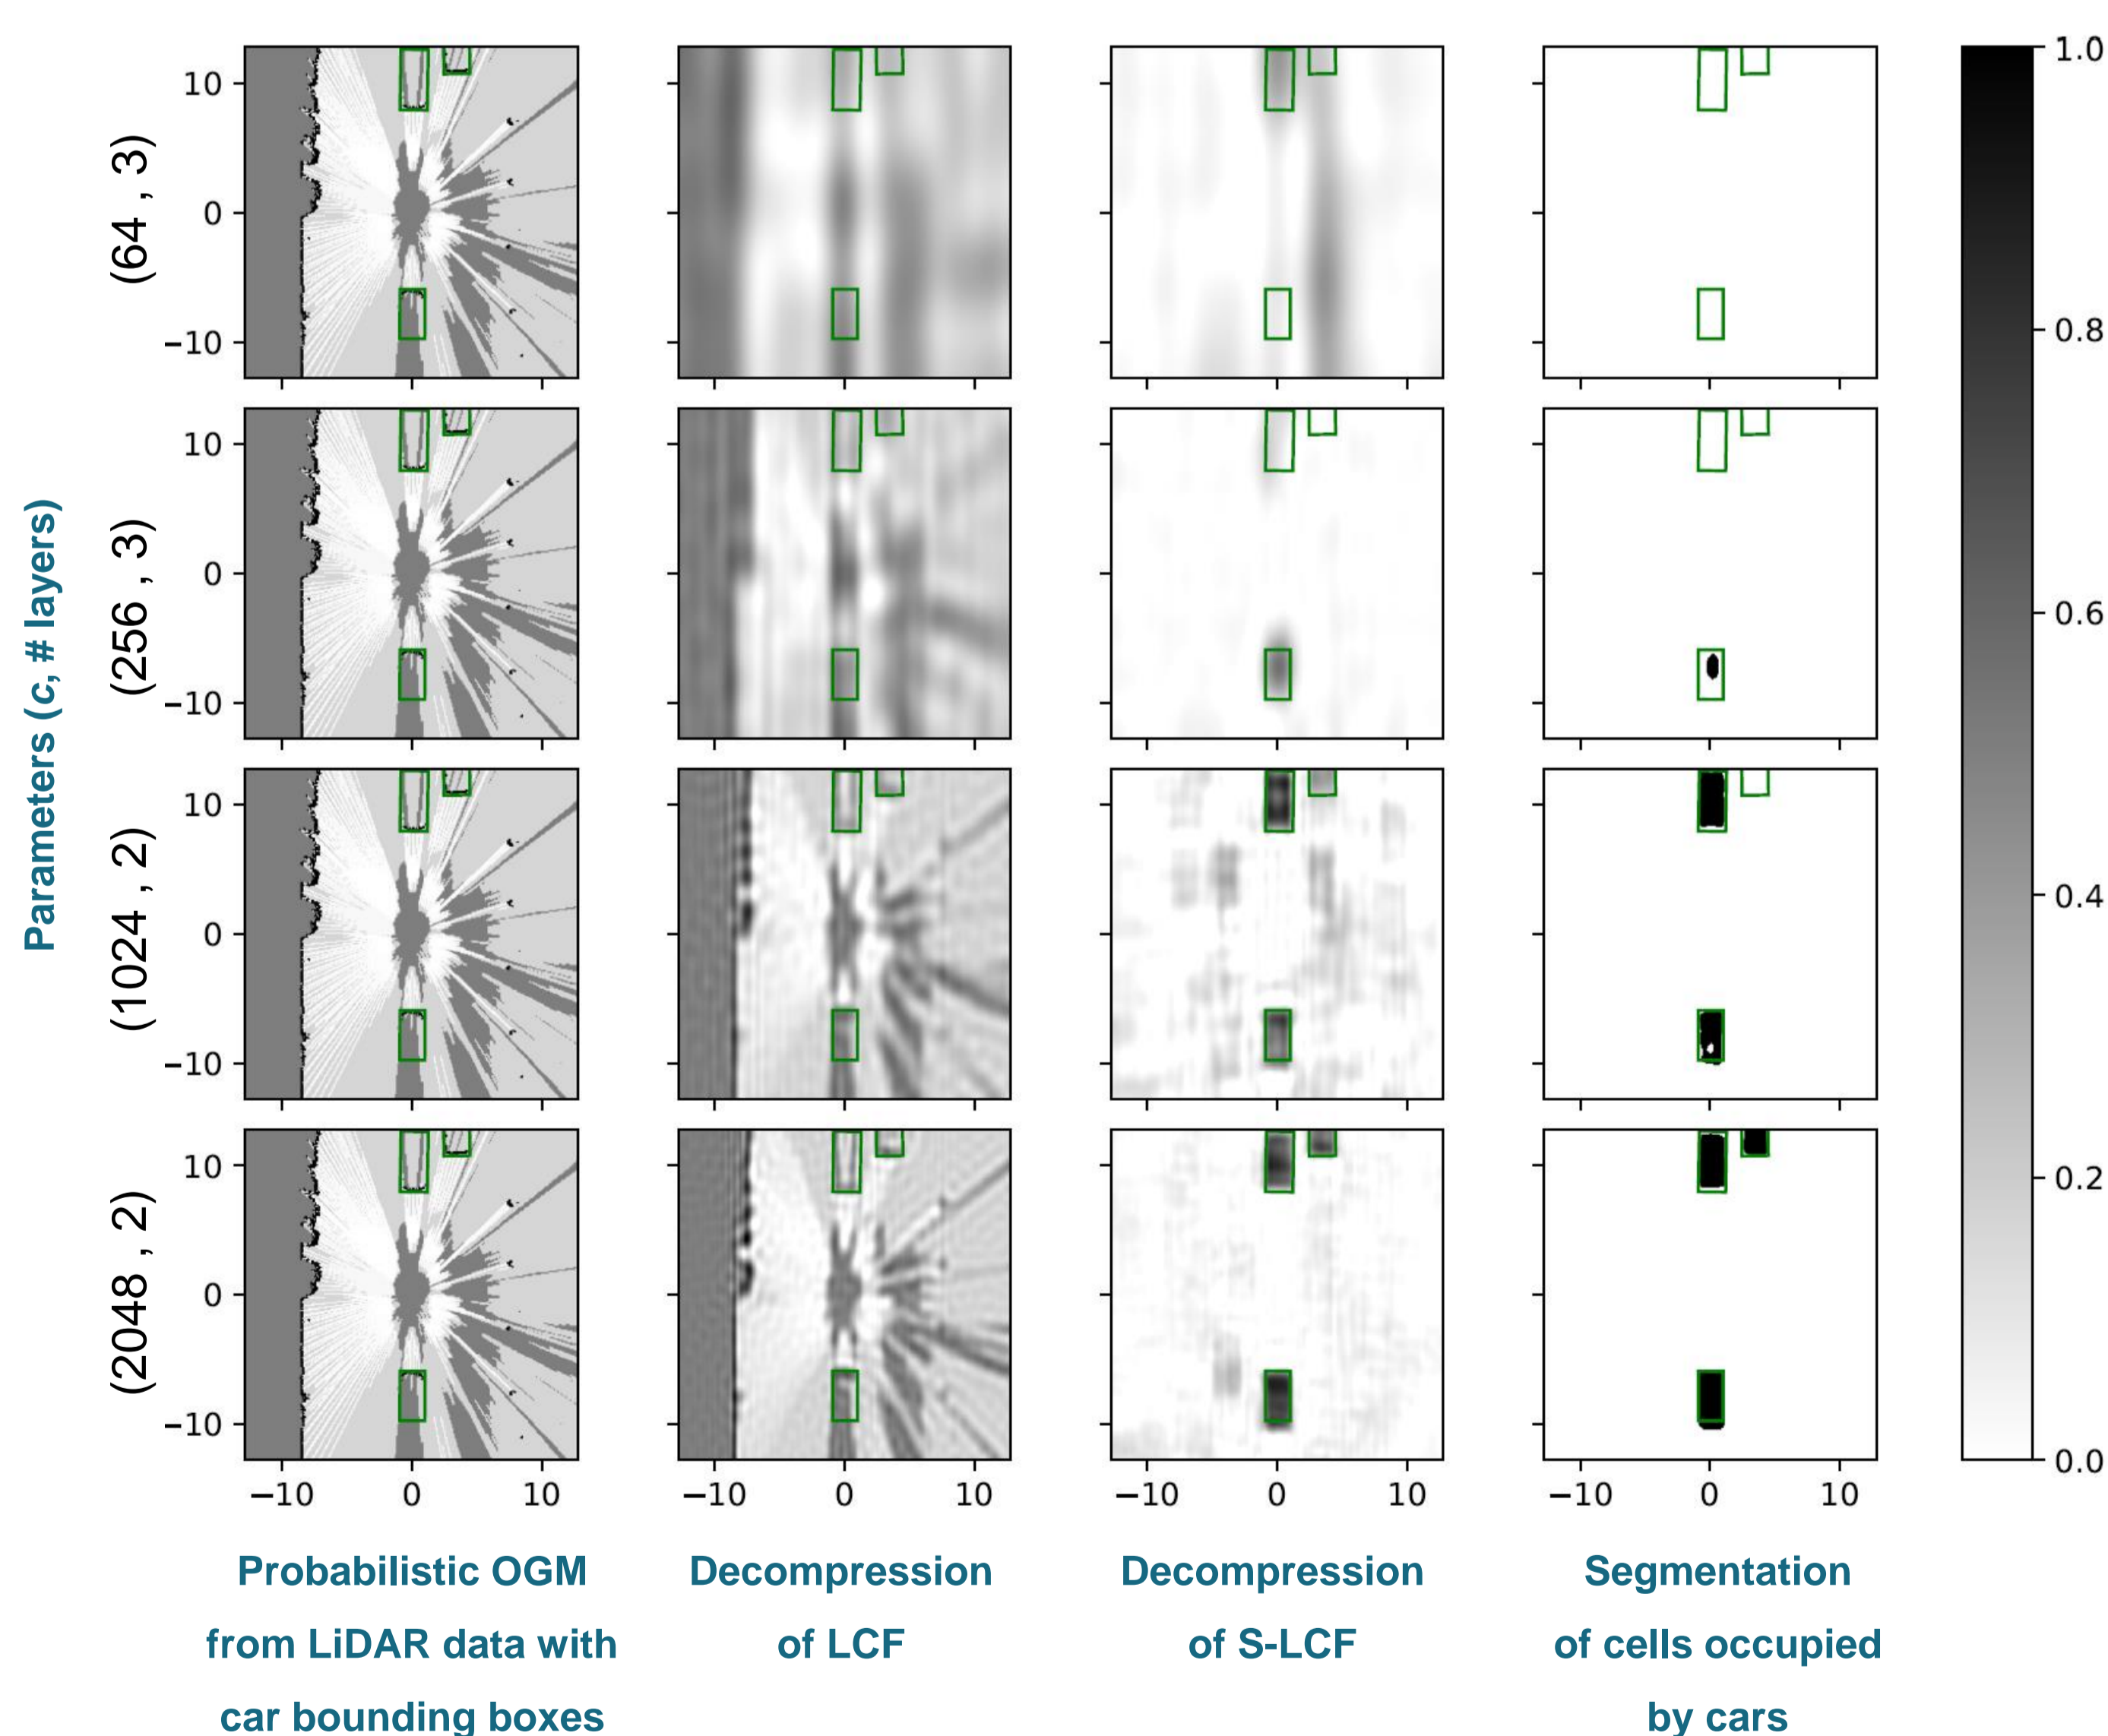 Parameters (c, # layers)
(64 , 3)
(256 , 3)
(1024 , 2)
(2048 , 2)
10
0
−10
10
0
−10
10
0
−10
10
0
−10
−10 0 10
−10 0 10
−10 0 10
−10 0 10
1.0
0.8
0.6
0.4
0.2
0.0
Probabilistic OGM
from LiDAR data with
car bounding boxes
Decompression
of LCF
Decompression
of S-LCF
Segmentation
of cells occupied
by cars